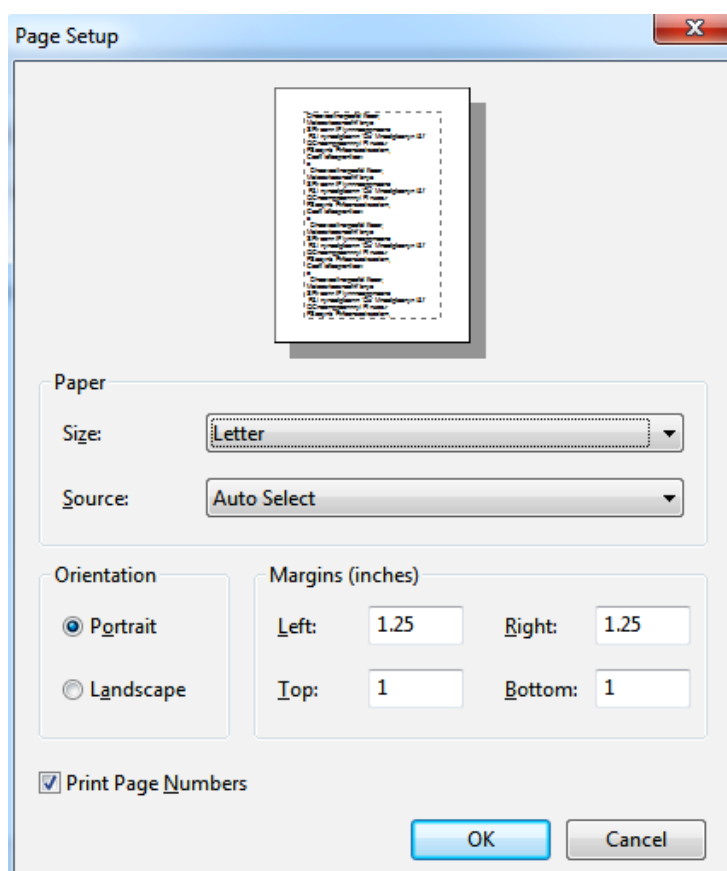 Page Setup
Paper
Size: Letter
Source: Auto Select
Orientation Margins (inches)
Portrait Left: 1.25 Right: 1.25
Landscape Top: 1 Bottom: 1
Print Page Numbers
OK Cancel